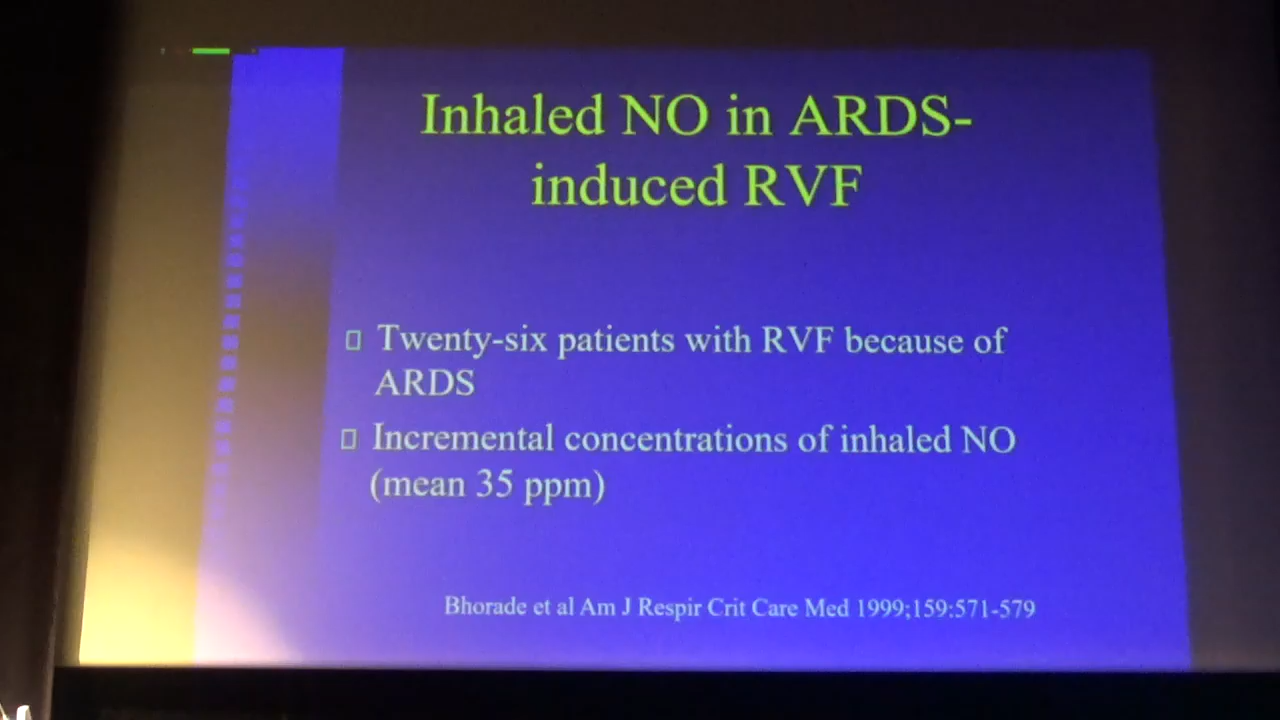 Inhaled NO in ARDS-
induced RVF
Twenty-six patients with RVF because of
ARDS
Incremental concentrations of inhaled NO
(mean 35 ppm)
Bhorade et al Am J Respir Crit Care Med 1999;159:571-579